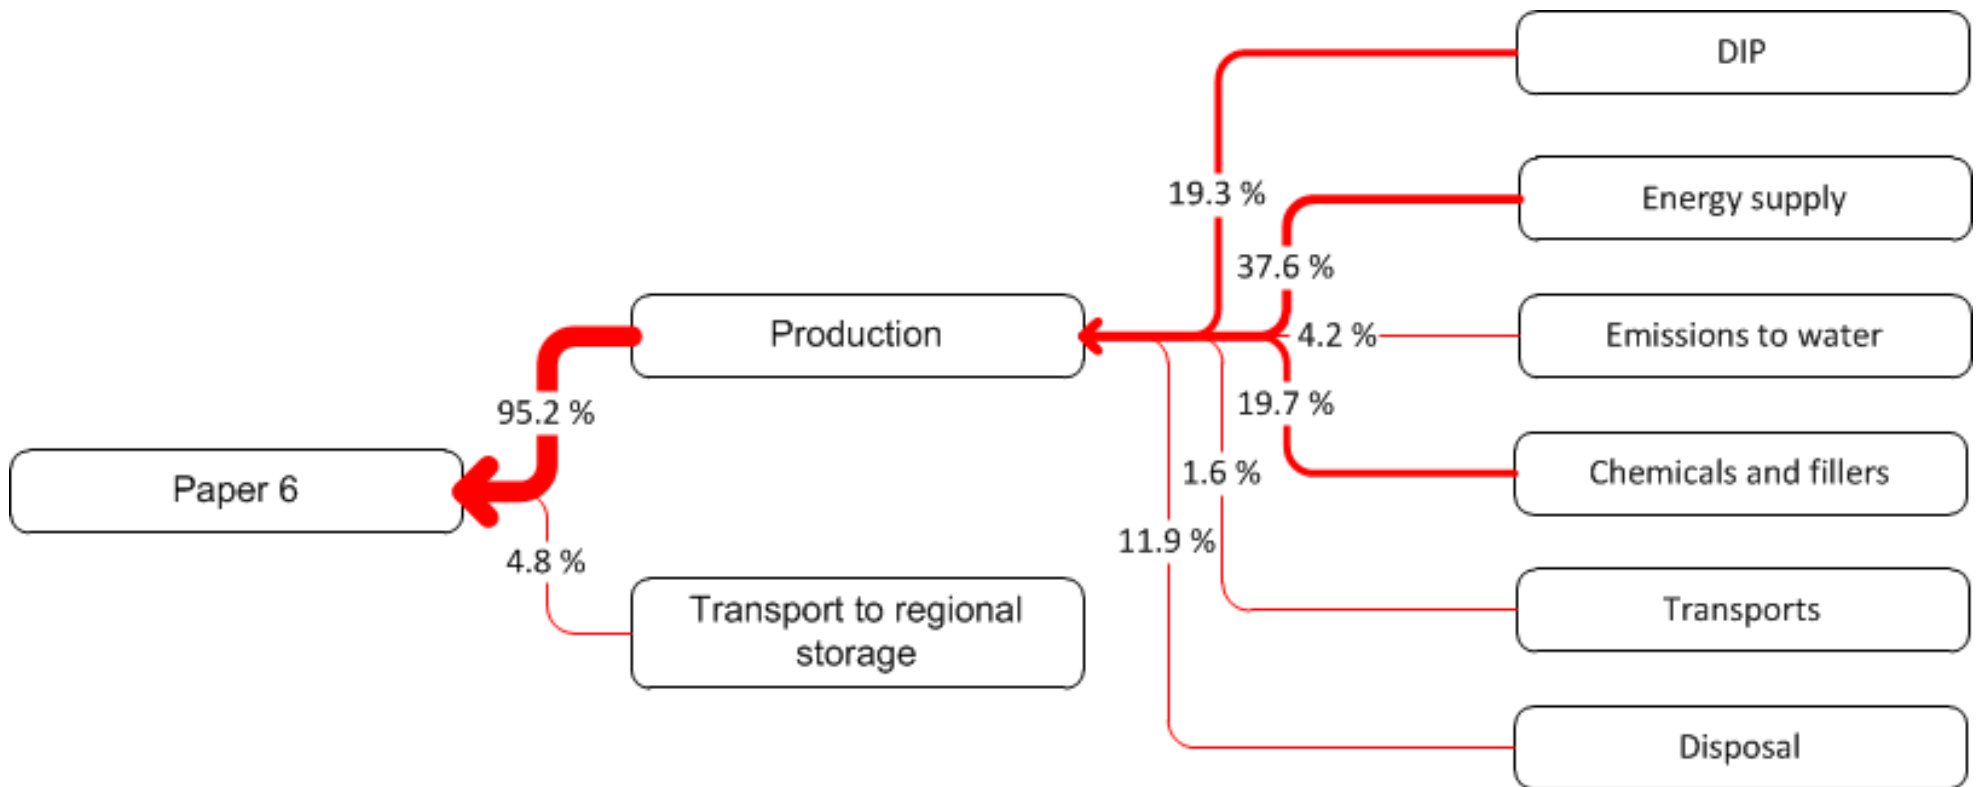 DIP
19.3 %
Energy supply
37.6 %
Production
4.2 %
Emissions to water
95.2 %
19.7 %
Paper 6
1.6 %
Chemicals and fillers
4.8 %
11.9 %
Transport to regional
storage
Transports
Disposal